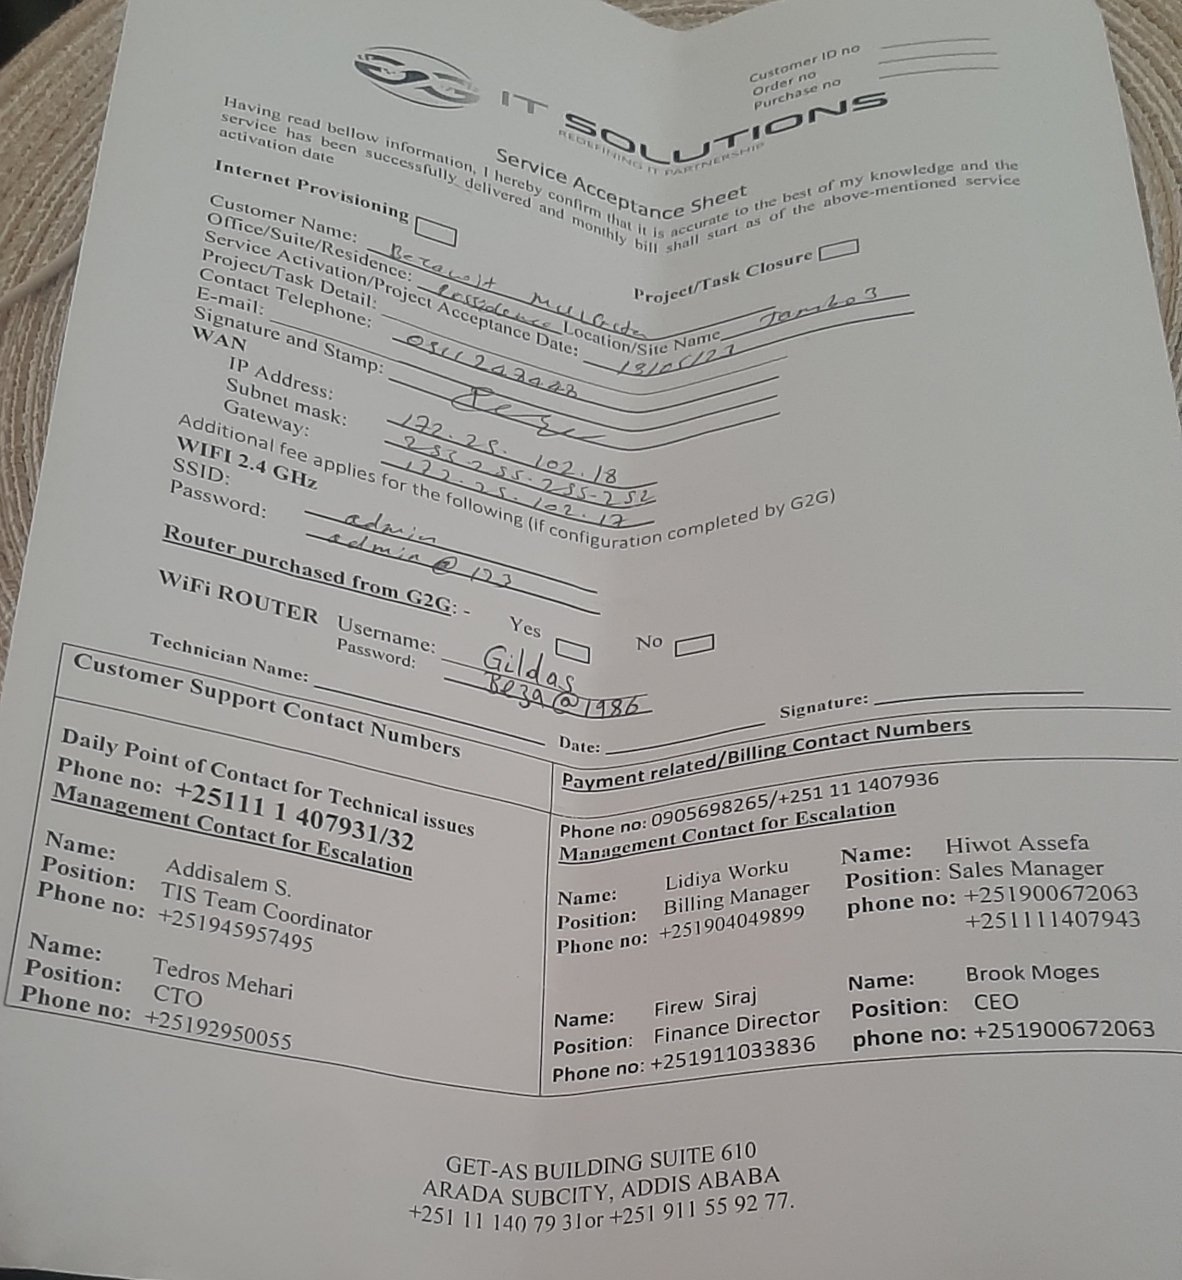 Customer ID no
Order no
Purchase no
G2G IT SOLUTIONS
REDEFINING IT PARTNERSHIP
Service Acceptance Sheet
Having read bellow information, I hereby confirm that it is accurate to the best of my knowledge and the
service has been successfully delivered and monthly bill shall start as of the above-mentioned service
activation date
Internet Provisioning
Project/Task Closure
Customer Name:
Office/Suite/Residence: Location/Site Name Jambo 3
Service Activation/Project Acceptance Date:
Project/Task Detail:
Contact Telephone:
E-mail:
Signature and Stamp:
WAN
IP Address: 172.25.102.18
Subnet mask: 255-255-255-252
Gateway: 172.25.102.17
Additional fee applies for the following (if configuration completed by G2G)
WIFI 2.4 GHz
SSID: admin
Password: admin@123
Router purchased from G2G: - Yes No
WiFi ROUTER Username: Gildas
Password: Beza@1986
Technician Name: Date: Signature:
Customer Support Contact Numbers
Daily Point of Contact for Technical issues
Phone no: +25111 1 407931/32
Management Contact for Escalation
Name: Addisalem S.
Position: TIS Team Coordinator
Phone no: +251945957495
Name: Tedros Mehari
Position: CTO
Phone no: +25192950055
Payment related/Billing Contact Numbers
Phone no: 0905698265/+251 11 1407936
Management Contact for Escalation
Name: Lidiya Worku
Position: Billing Manager
Phone no: +251904049899
Name: Hiwot Assefa
Position: Sales Manager
phone no: +251900672063
+251111407943
Name: Firew Siraj
Position: Finance Director
Phone no: +251911033836
Name: Brook Moges
Position: CEO
phone no: +251900672063
GET-AS BUILDING SUITE 610
ARADA SUBCITY, ADDIS ABABA
+251 11 140 79 31or +251 911 55 92 77.